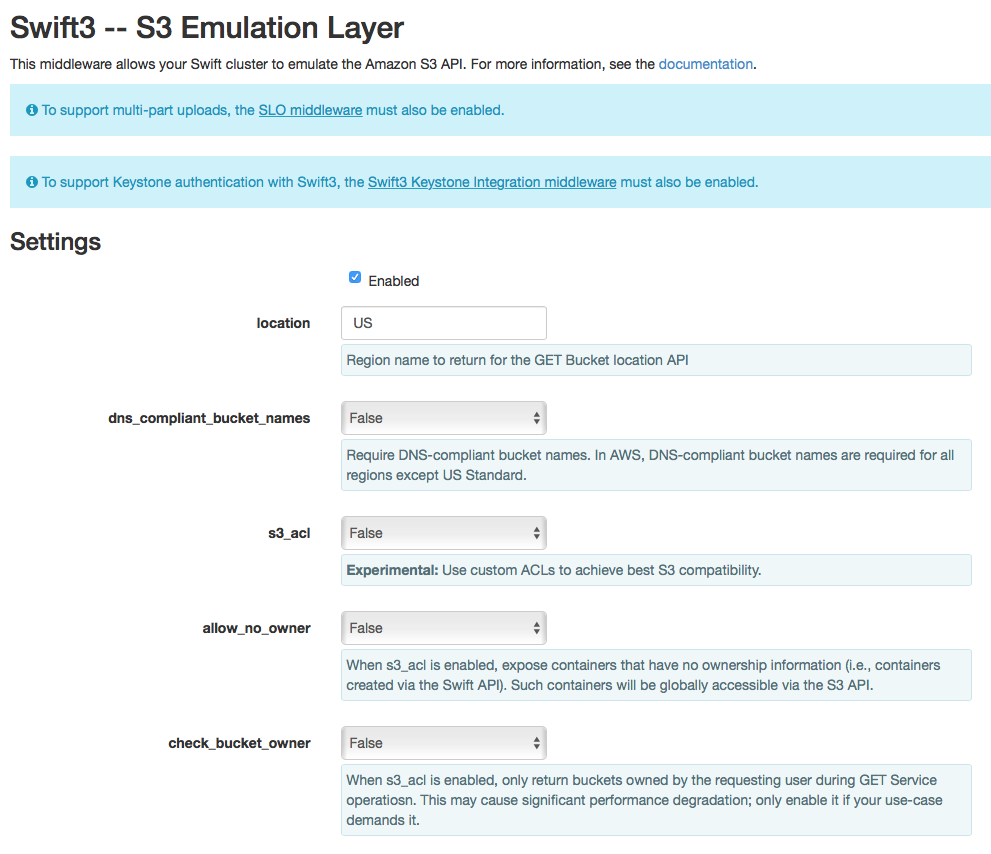 Swift3 -- S3 Emulation Layer
This middleware allows your Swift cluster to emulate the Amazon S3 API. For more information, see the documentation.
To support multi-part uploads, the SLO middleware must also be enabled.
To support Keystone authentication with Swift3, the Swift3 Keystone Integration middleware must also be enabled.
Settings
Enabled
location
US
Region name to return for the GET Bucket location API
dns_compliant_bucket_names
False
Require DNS-compliant bucket names. In AWS, DNS-compliant bucket names are required for all
regions except US Standard.
s3_acl
False
Experimental: Use custom ACLs to achieve best S3 compatibility.
allow_no_owner
False
When s3_acl is enabled, expose containers that have no ownership information (i.e., containers
created via the Swift API). Such containers will be globally accessible via the S3 API.
check_bucket_owner
False
When s3_acl is enabled, only return buckets owned by the requesting user during GET Service
operatiosn. This may cause significant performance degradation; only enable it if your use-case
demands it.